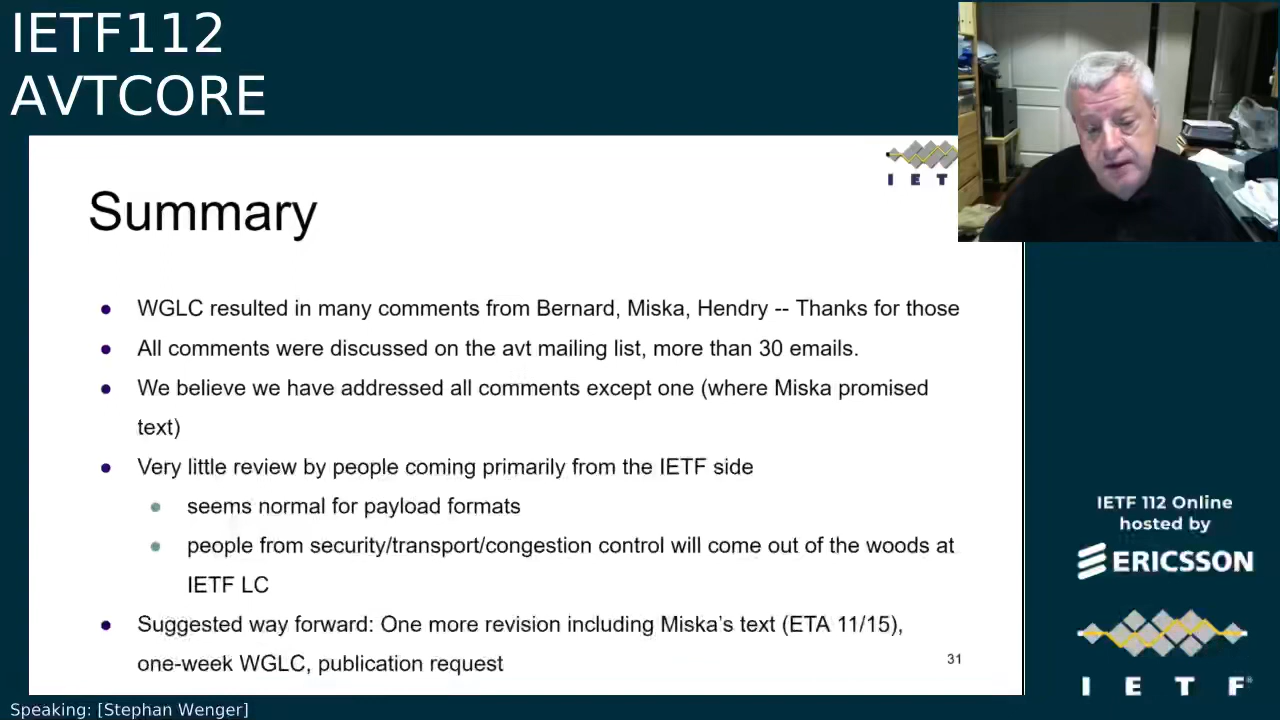 IETF112
AVTCORE
I E T
Summary
WGLC resulted in many comments from Bernard, Miska, Hendry -- Thanks for those
All comments were discussed on the avt mailing list, more than 30 emails.
We believe we have addressed all comments except one (where Miska promised
text)
Very little review by people coming primarily from the IETF side
seems normal for payload formats
people from security/transport/congestion control will come out of the woods at
IETF LC
Suggested way forward: One more revision including Miska's text (ETA 11/15),
one-week WGLC, publication request
31
IETF 112 Online
hosted by
ERICSSON
I E T F®
Speaking: [Stephan Wenger]